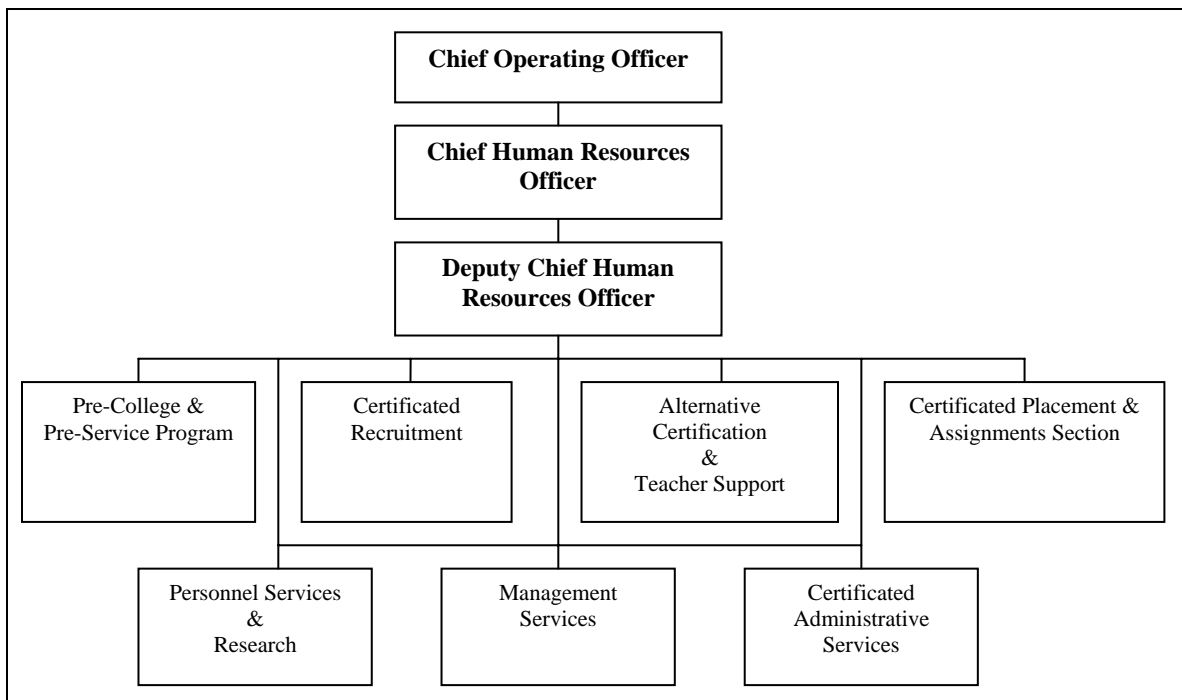 Chief Operating Officer
Chief Human Resources
Officer
Deputy Chief Human
Resources Officer
Pre-College &
Pre-Service Program
Certificated
Recruitment
Alternative
Certification
&
Teacher Support
Certificated Placement &
Assignments Section
Personnel Services
&
Research
Management
Services
Certificated
Administrative
Services